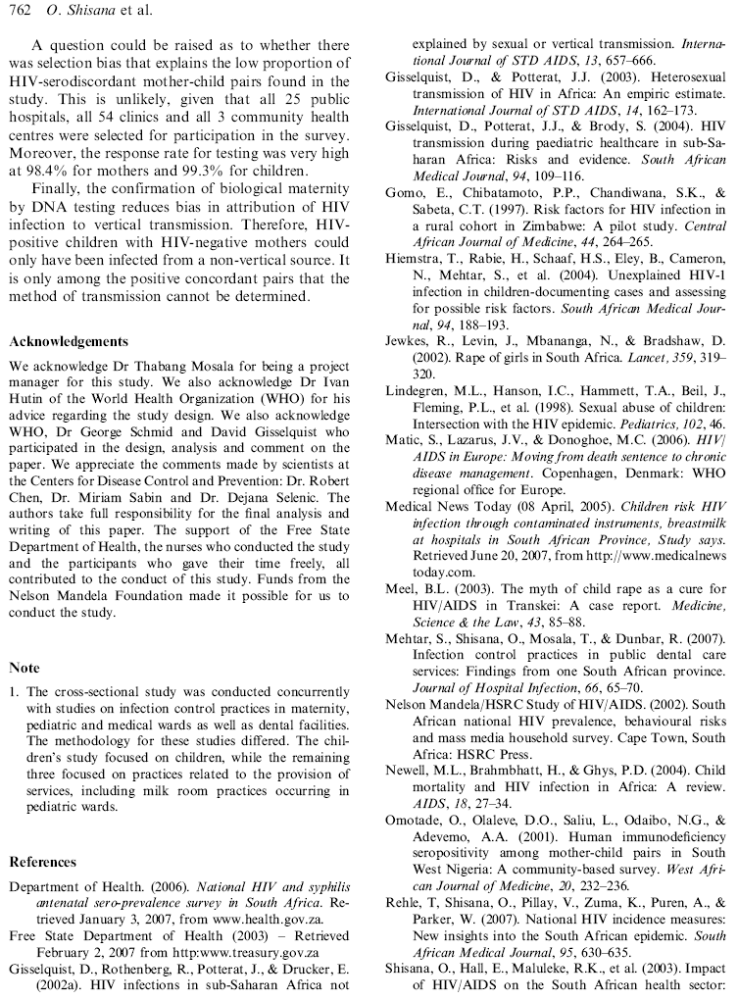 762 O. Shisana et al.
A question could be raised as to whether there
was selection bias that explains the low proportion of
HIV-serodiscordant mother-child pairs found in the
study. This is unlikely, given that all 25 public
hospitals, all 54 clinics and all 3 community health
centres were selected for participation in the survey.
Moreover, the response rate for testing was very high
at 98.4% for mothers and 99.3% for children.
Finally, the confirmation of biological maternity
by DNA testing reduces bias in attribution of HIV
infection to vertical transmission. Therefore, HIV-
positive children with HIV-negative mothers could
only have been infected from a non-vertical source. It
is only among the positive concordant pairs that the
method of transmission cannot be determined.
Acknowledgements
We acknowledge Dr Thabang Mosala for being a project
manager for this study. We also acknowledge Dr Ivan
Hutin of the World Health Organization (WHO) for his
advice regarding the study design. We also acknowledge
WHO, Dr George Schmid and David Gisselquist who
participated in the design, analysis and comment on the
paper. We appreciate the comments made by scientists at
the Centers for Disease Control and Prevention: Dr. Robert
Chen, Dr. Miriam Sabin and Dr. Dejana Selenic. The
authors take full responsibility for the final analysis and
writing of this paper. The support of the Free State
Department of Health, the nurses who conducted the study
and the participants who gave their time freely, all
contributed to the conduct of this study. Funds from the
Nelson Mandela Foundation made it possible for us to
conduct the study.
Note
1. The cross-sectional study was conducted concurrently
with studies on infection control practices in maternity,
pediatric and medical wards as well as dental facilities.
The methodology for these studies differed. The chil-
dren's study focused on children, while the remaining
three focused on practices related to the provision of
services, including milk room practices occurring in
pediatric wards.
References
Department of Health. (2006). National HIV and syphilis
antenatal sero-prevalence survey in South Africa. Re-
trieved January 3, 2007, from www.health.gov.za.
Free State Department of Health (2003) – Retrieved
February 2, 2007 from http:www.treasury.gov.za
Gisselquist, D., Rothenberg, R., Potterat, J., & Drucker, E.
(2002a). HIV infections in sub-Saharan Africa not
explained by sexual or vertical transmission. Interna-
tional Journal of STD AIDS, 13, 657–666.
Gisselquist, D., & Potterat, J.J. (2003). Heterosexual
transmission of HIV in Africa: An empiric estimate.
International Journal of STD AIDS, 14, 162–173.
Gisselquist, D., Potterat, J.J., & Brody, S. (2004). HIV
transmission during paediatric healthcare in sub-Sa-
haran Africa: Risks and evidence. South African
Medical Journal, 94, 109–116.
Gomo, E., Chibatamoto, P.P., Chandiwana, S.K., &
Sabeta, C.T. (1997). Risk factors for HIV infection in
a rural cohort in Zimbabwe: A pilot study. Central
African Journal of Medicine, 44, 264–265.
Hiemstra, T., Rabie, H., Schaaf, H.S., Eley, B., Cameron,
N., Mehtar, S., et al. (2004). Unexplained HIV-1
infection in children-documenting cases and assessing
for possible risk factors. South African Medical Jour-
nal, 94, 188–193.
Jewkes, R., Levin, J., Mbananga, N., & Bradshaw, D.
(2002). Rape of girls in South Africa. Lancet, 359, 319–
320.
Lindegren, M.L., Hanson, I.C., Hammett, T.A., Beil, J.,
Fleming, P.L., et al. (1998). Sexual abuse of children:
Intersection with the HIV epidemic. Pediatrics, 102, 46.
Matic, S., Lazarus, J.V., & Donoghoe, M.C. (2006). HIV/
AIDS in Europe: Moving from death sentence to chronic
disease management. Copenhagen, Denmark: WHO
regional office for Europe.
Medical News Today (08 April, 2005). Children risk HIV
infection through contaminated instruments, breastmilk
at hospitals in South African Province, Study says.
Retrieved June 20, 2007, from http://www.medicalnews
today.com.
Meel, B.L. (2003). The myth of child rape as a cure for
HIV/AIDS in Transkei: A case report. Medicine,
Science & the Law, 43, 85–88.
Mehtar, S., Shisana, O., Mosala, T., & Dunbar, R. (2007).
Infection control practices in public dental care
services: Findings from one South African province.
Journal of Hospital Infection, 66, 65–70.
Nelson Mandela/HSRC Study of HIV/AIDS. (2002). South
African national HIV prevalence, behavioural risks
and mass media household survey. Cape Town, South
Africa: HSRC Press.
Newell, M.L., Brahmbhatt, H., & Ghys, P.D. (2004). Child
mortality and HIV infection in Africa: A review.
AIDS, 18, 27–34.
Omotade, O., Olaleve, D.O., Saliu, L., Odaibo, N.G., &
Adevemo, A.A. (2001). Human immunodeficiency
seropositivity among mother-child pairs in South
West Nigeria: A community-based survey. West Afri-
can Journal of Medicine, 20, 232–236.
Rehle, T, Shisana, O., Pillay, V., Zuma, K., Puren, A., &
Parker, W. (2007). National HIV incidence measures:
New insights into the South African epidemic. South
African Medical Journal, 95, 630–635.
Shisana, O., Hall, E., Maluleke, R.K., et al. (2003). Impact
of HIV/AIDS on the South African health sector: